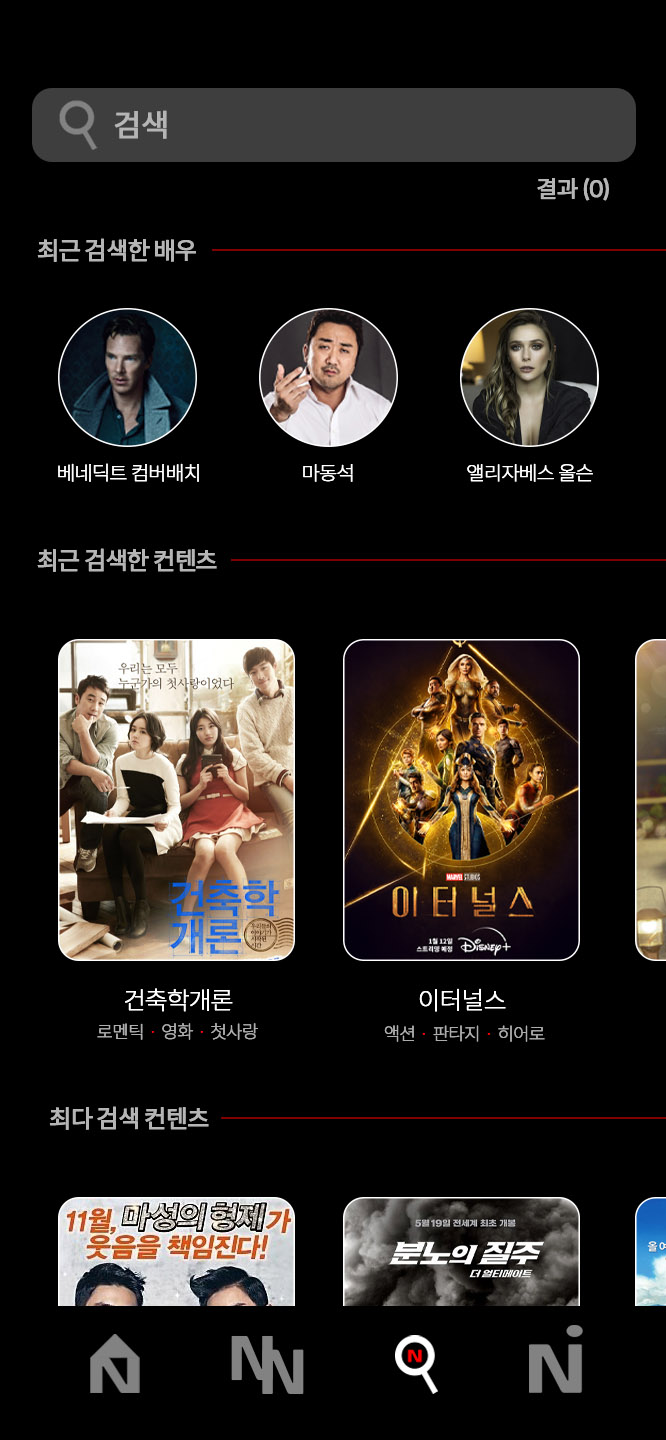 검색
결과 (0)
최근 검색한 배우
베네딕트 컴버배치
마동석
앨리자베스 올슨
최근 검색한 컨텐츠
우리는 모두
누군가의 첫사랑이었다
건축학
개론
MARVEL STUDIOS
이터널스
1월 12일
스트리밍 예정
Disney+
건축학개론
로멘틱 · 영화 · 첫사랑
이터널스
액션 · 판타지 · 히어로
최다 검색 컨텐츠
11월, 마성의 형제가
웃음을 책임진다!
5월 19일 전세계 최초 개봉
분노의 질주
더 얼티메이트
올 여
N
NN
N
Ni